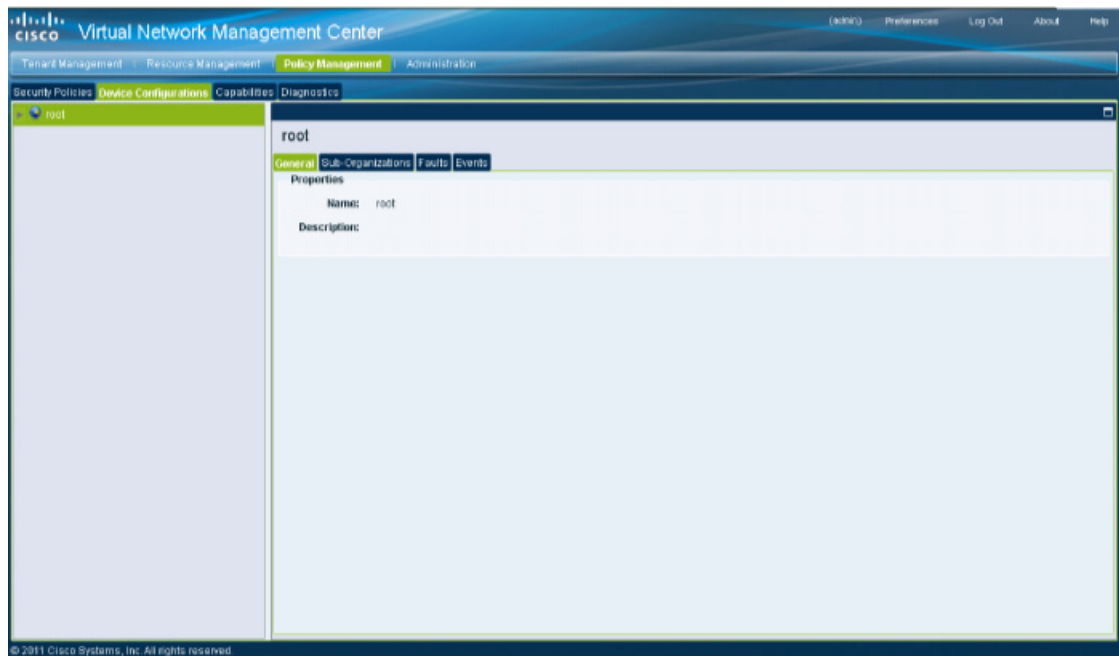 CISCO Virtual Network Management Center
(admin) Preferences Log Out About Help
Tenant Management | Resource Management | Policy Management | Administration
Security Policies Device Configurations Capabilities Diagnostics
root
root
General Sub-Organizations Faults Events
Properties
Name: root
Description:
© 2011 Cisco Systems, Inc. All rights reserved.